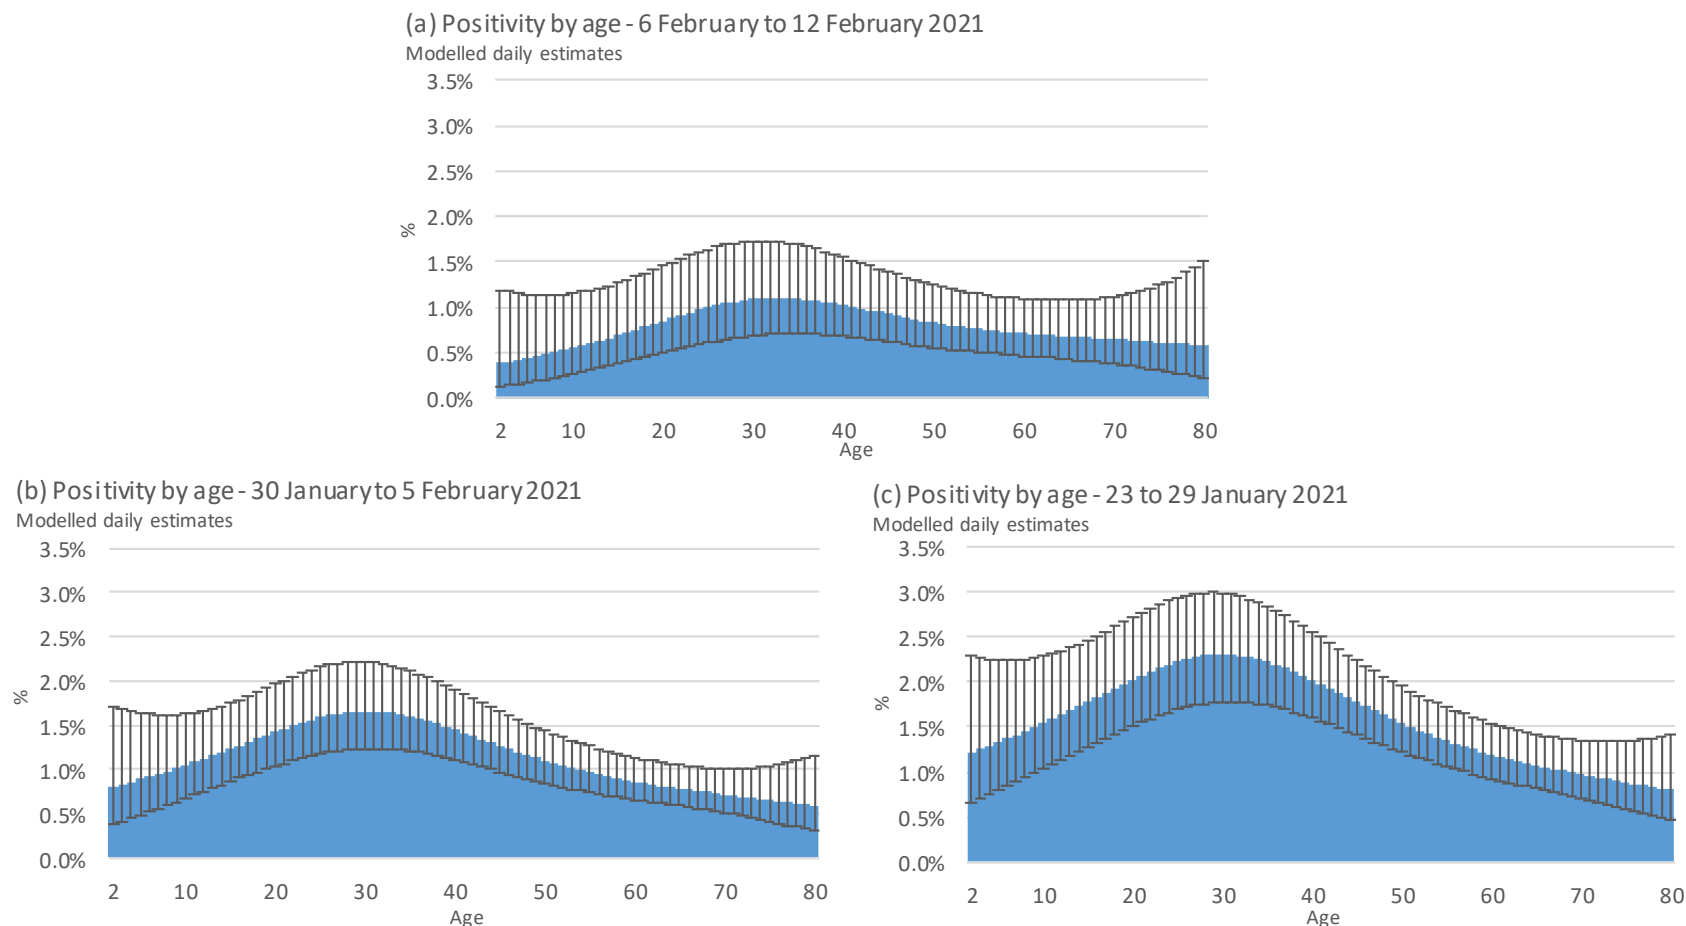 (a) Positivity by age - 6 February to 12 February 2021
Modelled daily estimates
3.5%
3.0%
2.5%
2.0%
1.5%
1.0%
0.5%
0.0%
%
2 10 20 30 40 50 60 70 80
Age
(b) Positivity by age - 30 January to 5 February 2021
Modelled daily estimates
3.5%
3.0%
2.5%
2.0%
1.5%
1.0%
0.5%
0.0%
%
2 10 20 30 40 50 60 70 80
Age
(c) Positivity by age - 23 to 29 January 2021
Modelled daily estimates
3.5%
3.0%
2.5%
2.0%
1.5%
1.0%
0.5%
0.0%
%
2 10 20 30 40 50 60 70 80
Age